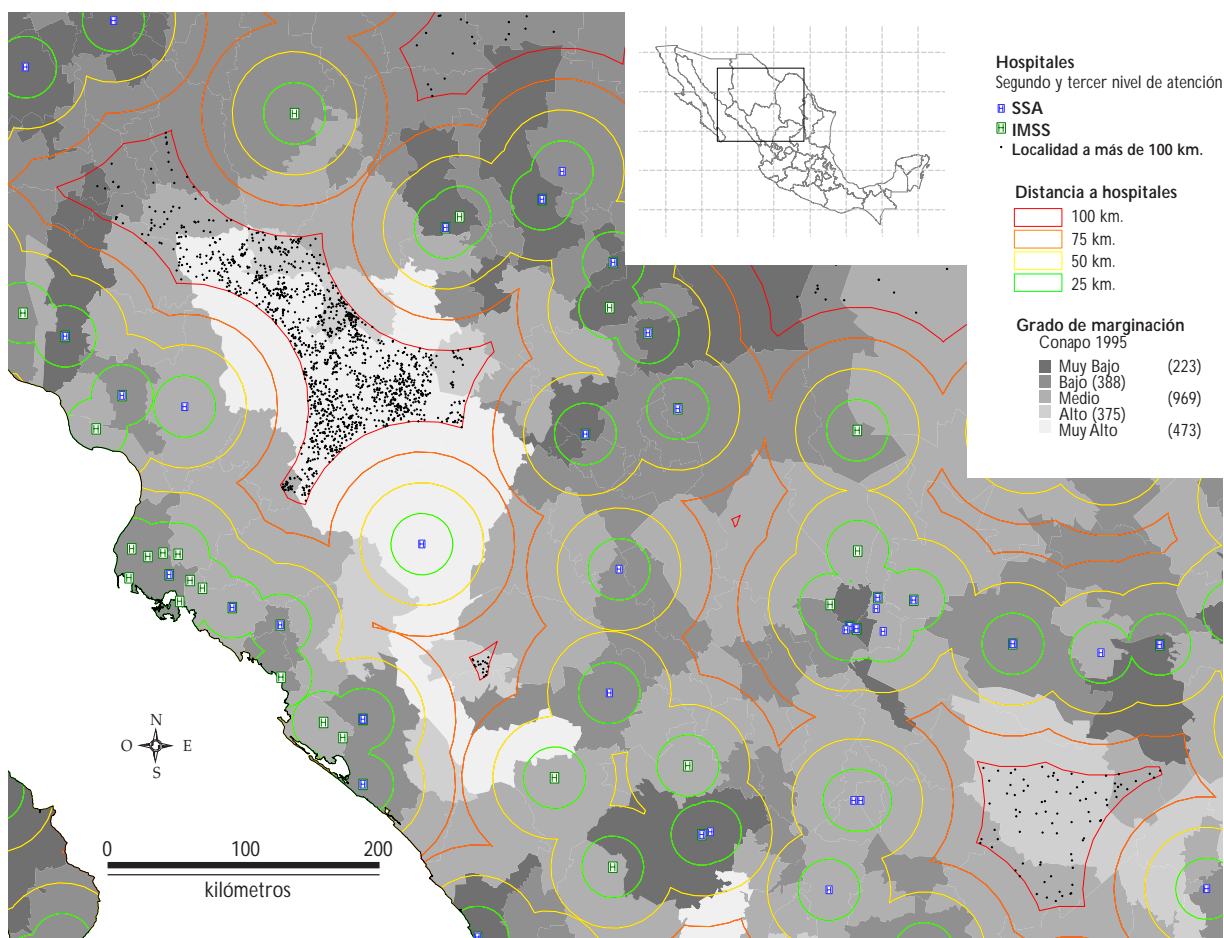 Hospitales
Segundo y tercer nivel de atención
H SSA
H IMSS
Localidad a más de 100 km.
Distancia a hospitales
100 km.
75 km.
50 km.
25 km.
Grado de marginación
Conapo 1995
Muy Bajo (223)
Bajo (388)
Medio (969)
Alto (375)
Muy Alto (473)
N
O E
S
0 100 200
kilómetros